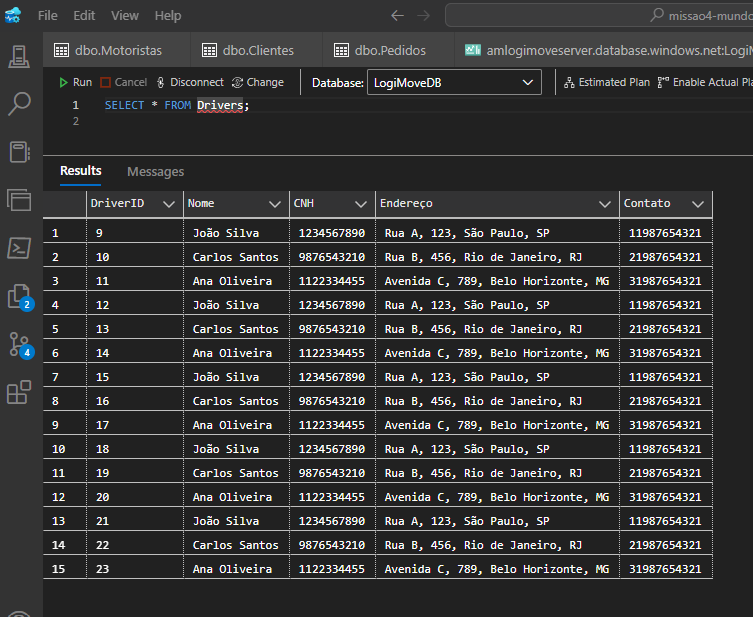 File Edit View Help missao4-mundo
dbo.Motoristas dbo.Clientes dbo.Pedidos amlogimoveserver.database.windows.net:LogiM
Run Cancel Disconnect Change Database: LogiMoveDB Estimated Plan Enable Actual Pla
1 SELECT * FROM Drivers;
2
Results Messages
DriverID Nome CNH Endereço Contato
1 9 João Silva 1234567890 Rua A, 123, São Paulo, SP 11987654321
2 10 Carlos Santos 9876543210 Rua B, 456, Rio de Janeiro, RJ 21987654321
3 11 Ana Oliveira 1122334455 Avenida C, 789, Belo Horizonte, MG 31987654321
4 12 João Silva 1234567890 Rua A, 123, São Paulo, SP 11987654321
5 13 Carlos Santos 9876543210 Rua B, 456, Rio de Janeiro, RJ 21987654321
6 14 Ana Oliveira 1122334455 Avenida C, 789, Belo Horizonte, MG 31987654321
7 15 João Silva 1234567890 Rua A, 123, São Paulo, SP 11987654321
8 16 Carlos Santos 9876543210 Rua B, 456, Rio de Janeiro, RJ 21987654321
9 17 Ana Oliveira 1122334455 Avenida C, 789, Belo Horizonte, MG 31987654321
10 18 João Silva 1234567890 Rua A, 123, São Paulo, SP 11987654321
11 19 Carlos Santos 9876543210 Rua B, 456, Rio de Janeiro, RJ 21987654321
12 20 Ana Oliveira 1122334455 Avenida C, 789, Belo Horizonte, MG 31987654321
13 21 João Silva 1234567890 Rua A, 123, São Paulo, SP 11987654321
14 22 Carlos Santos 9876543210 Rua B, 456, Rio de Janeiro, RJ 21987654321
15 23 Ana Oliveira 1122334455 Avenida C, 789, Belo Horizonte, MG 31987654321
2
4